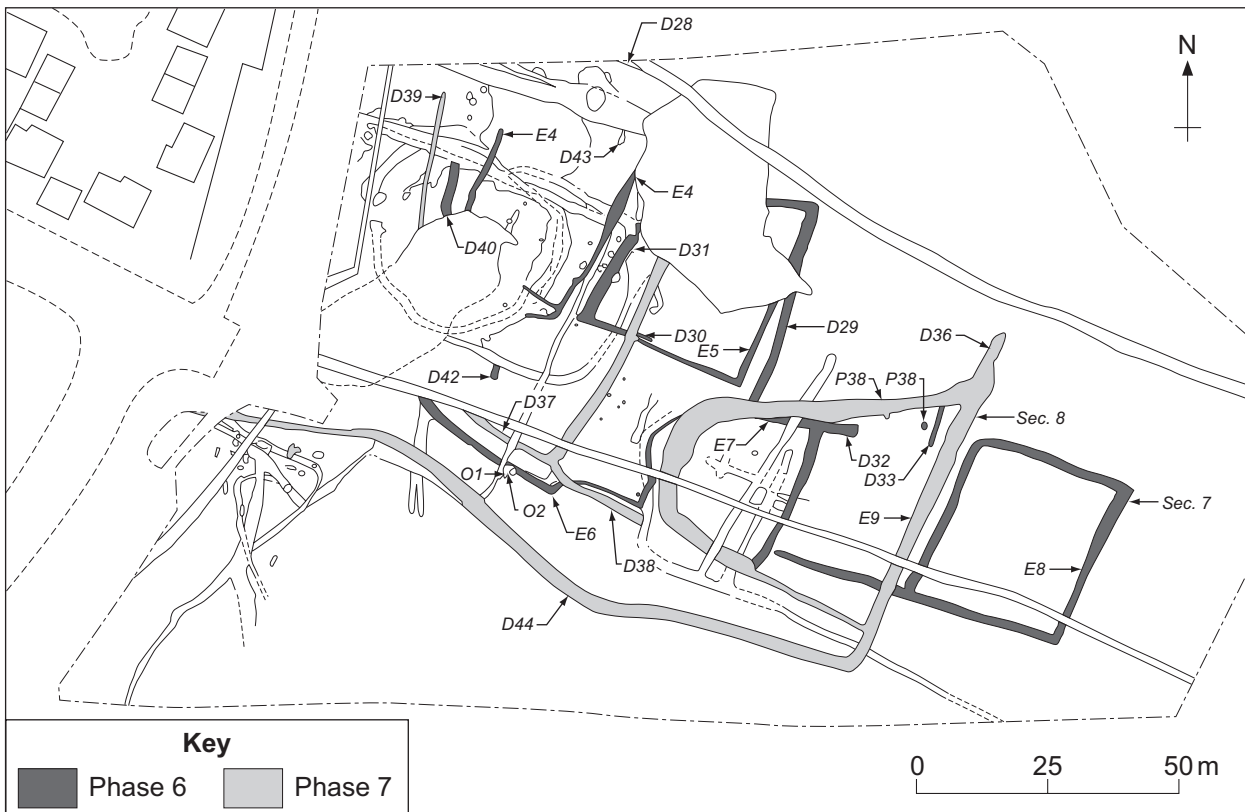 D28
N
D39
E4
D43
E4
D40
D31
D29
D30
E5
D36
D42
P38
P38
D37
Sec. 8
E7
D32
D33
O1
O2
E6
E9
Sec. 7
D38
E8
D44
Key
Phase 6
Phase 7
0
25
50 m